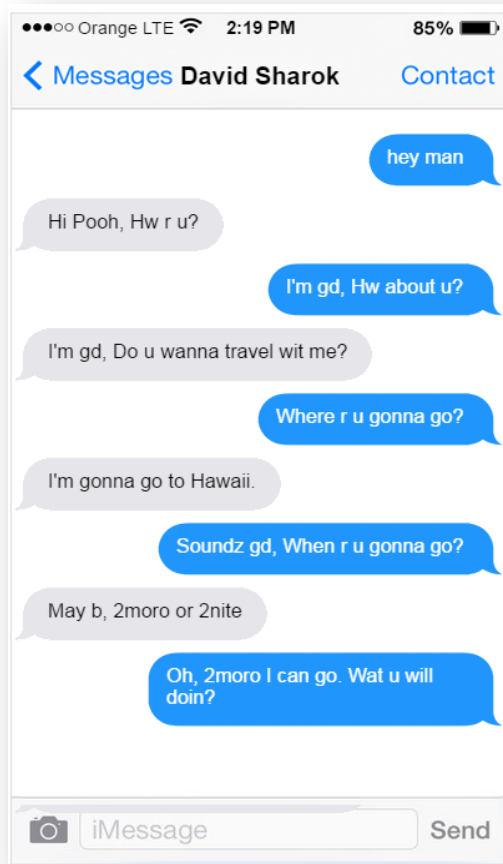 Orange LTE 2:19 PM 85%
Messages David Sharok Contact
hey man
Hi Pooh, Hw r u?
I'm gd, Hw about u?
I'm gd, Do u wanna travel wit me?
Where r u gonna go?
I'm gonna go to Hawaii.
Soundz gd, When r u gonna go?
May b, 2moro or 2nite
Oh, 2moro I can go. Wat u will
doin?
iMessage Send